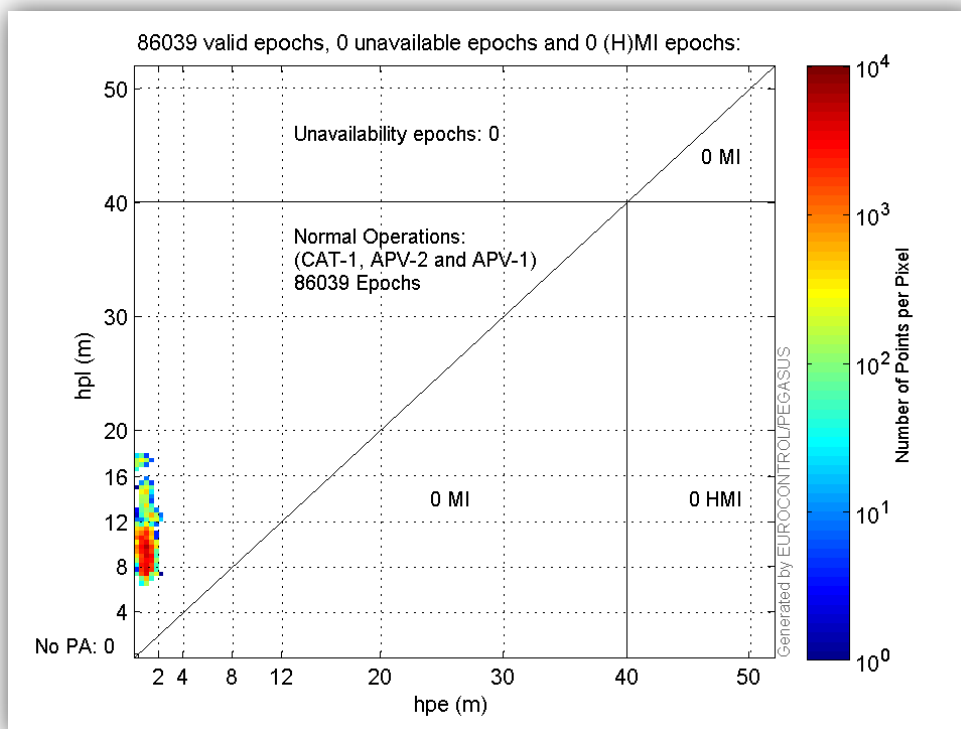 86039 valid epochs, 0 unavailable epochs and 0 (H)MI epochs:
50
40
30
20
16
12
8
4
hpl (m)
Unavailability epochs: 0
0 MI
Normal Operations:
(CAT-1, APV-2 and APV-1)
86039 Epochs
0 MI
0 HMI
No PA: 0
2 4 8 12 20 30 40 50
hpe (m)
Generated by EUROCONTROL/PEGASUS
10^4
10^3
10^2
10^1
10^0
Number of Points per Pixel